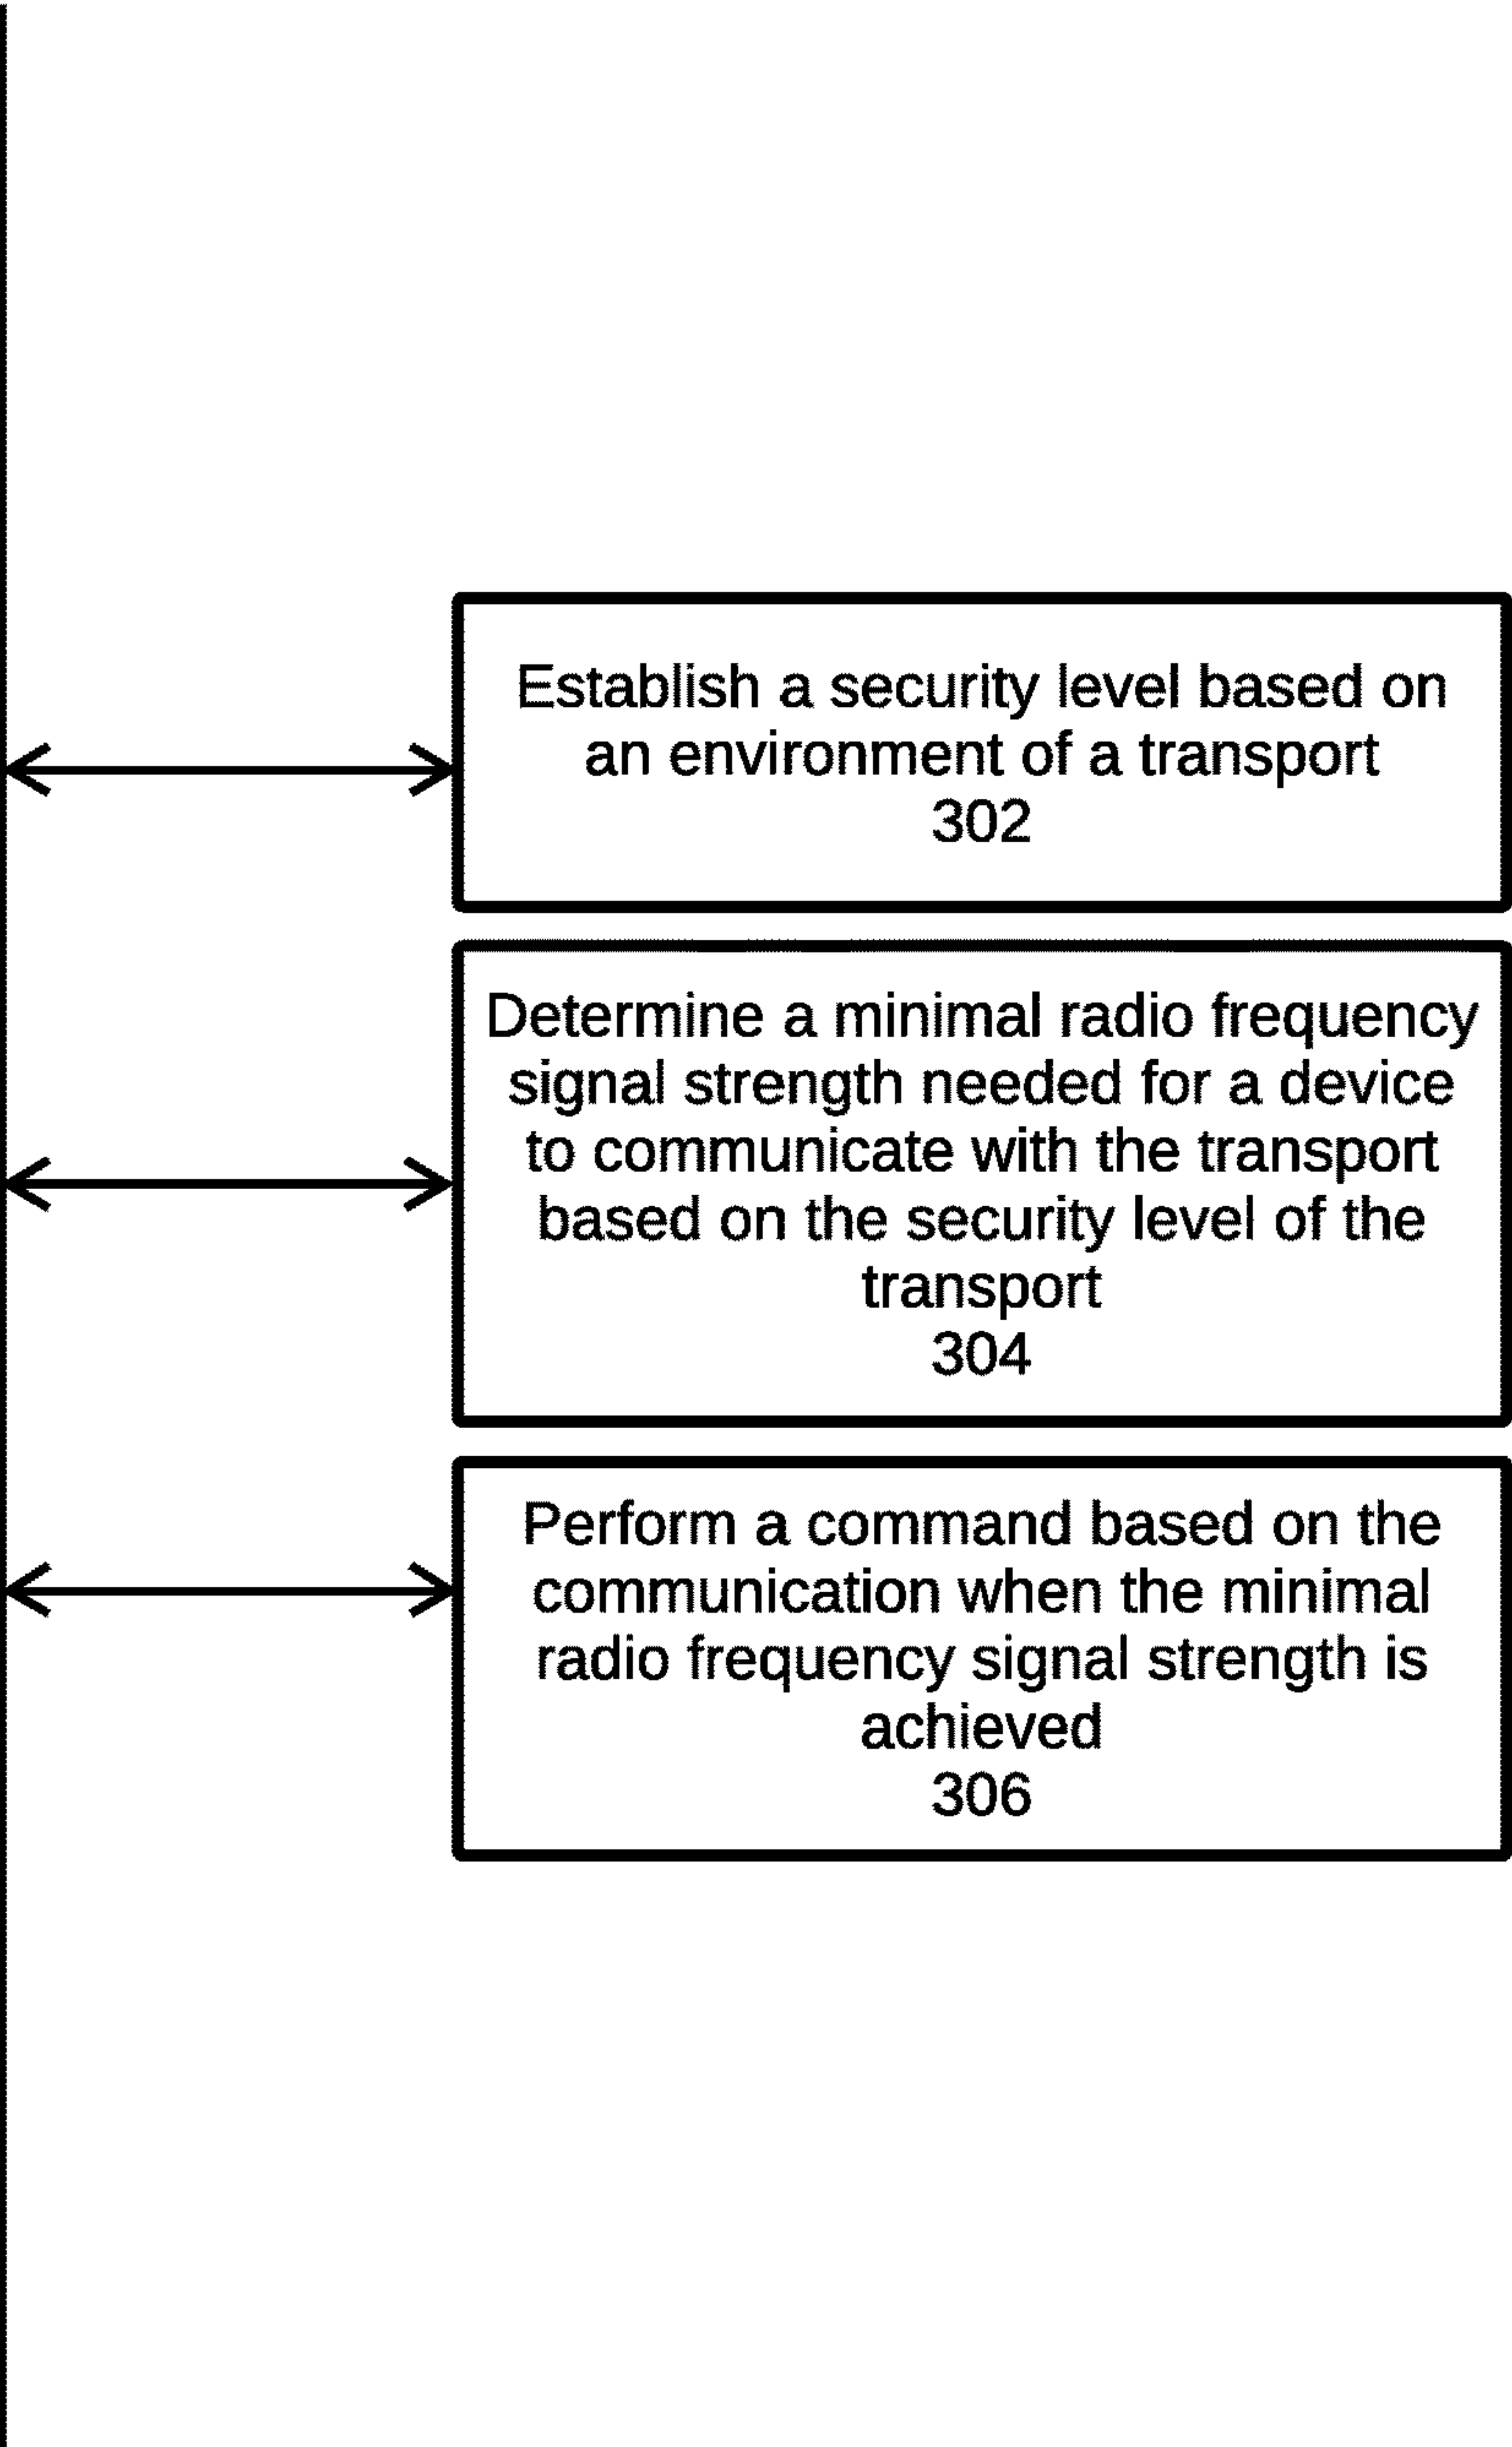 Establish a security level based on
an environment of a transport
302
Determine a minimal radio frequency
signal strength needed for a device
to communicate with the transport
based on the security level of the
transport
304
Perform a command based on the
communication when the minimal
radio frequency signal strength is
achieved
306